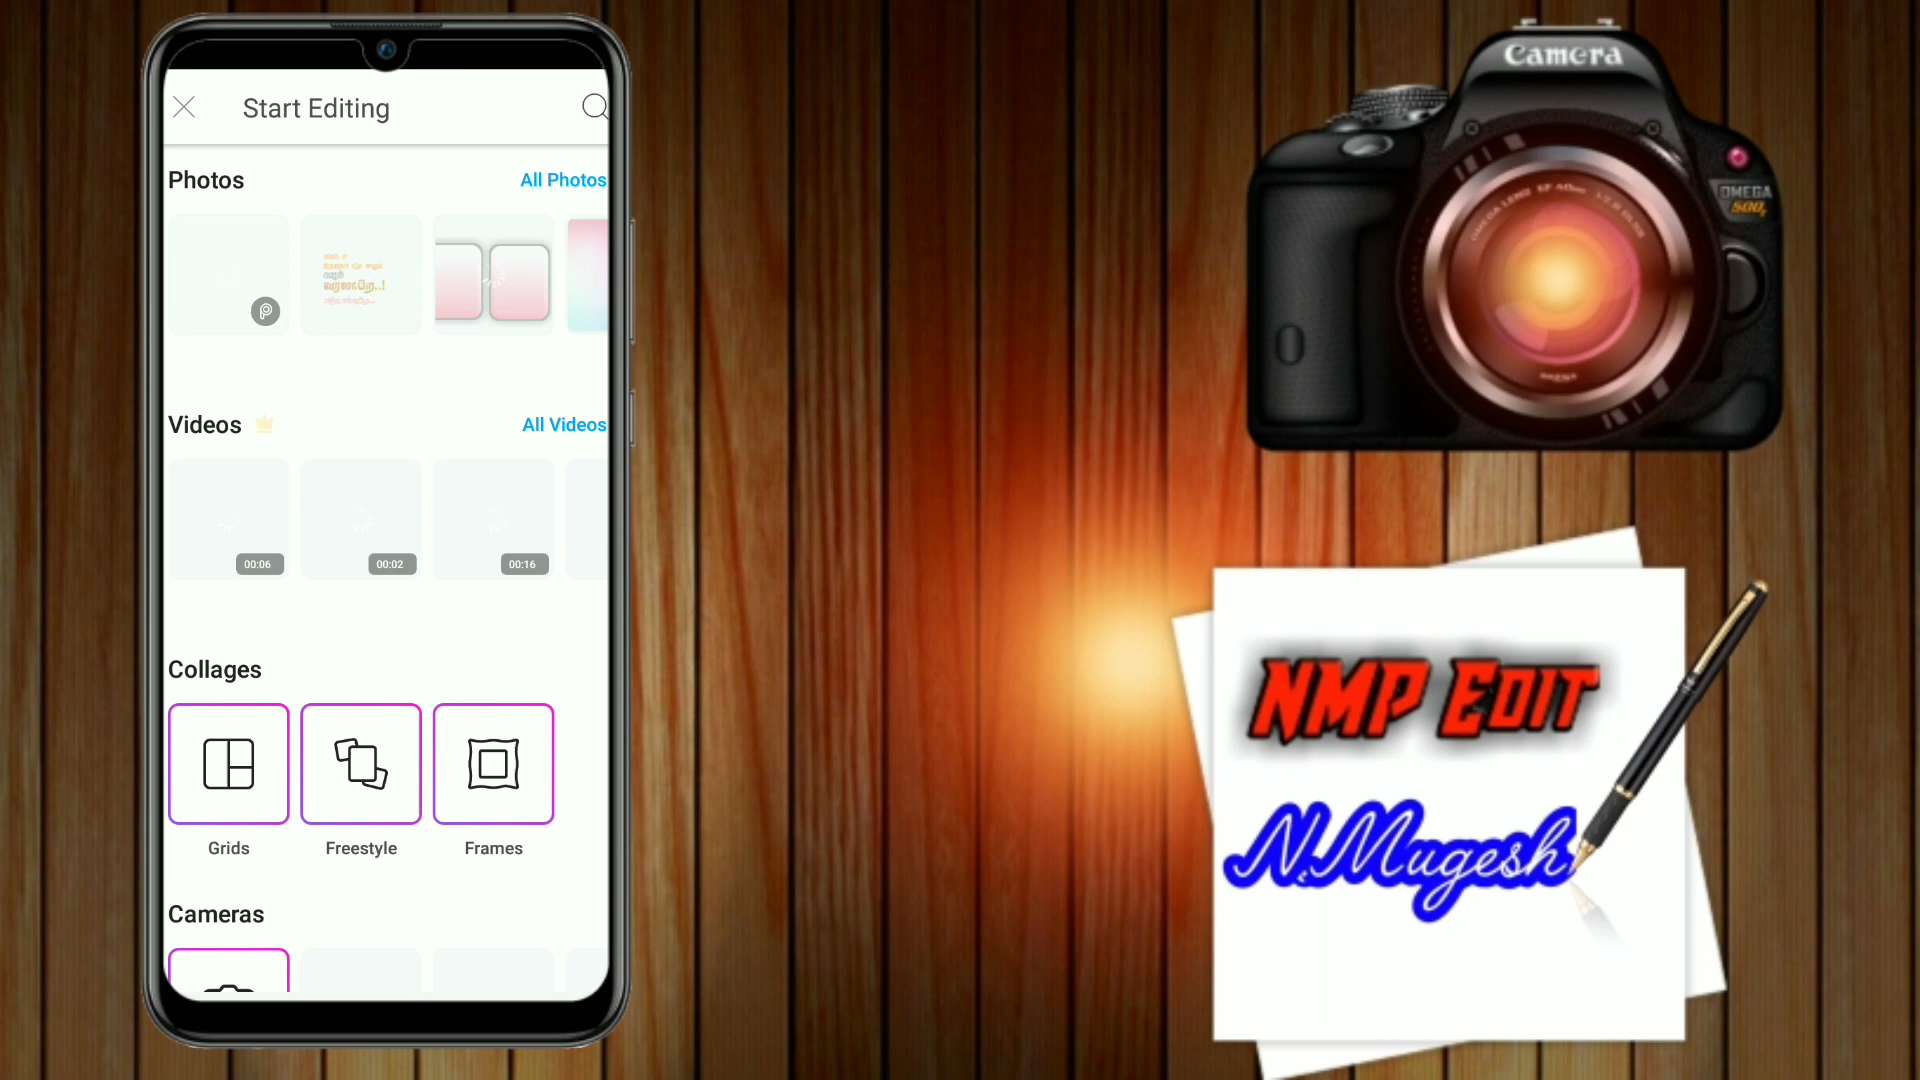 Start Editing
Photos
All Photos
வரலாறே..!
Videos
All Videos
00:06
00:02
00:16
Collages
Grids
Freestyle
Frames
Cameras
Camera
OMEGA
500
NMP EDIT
N.Mugesh